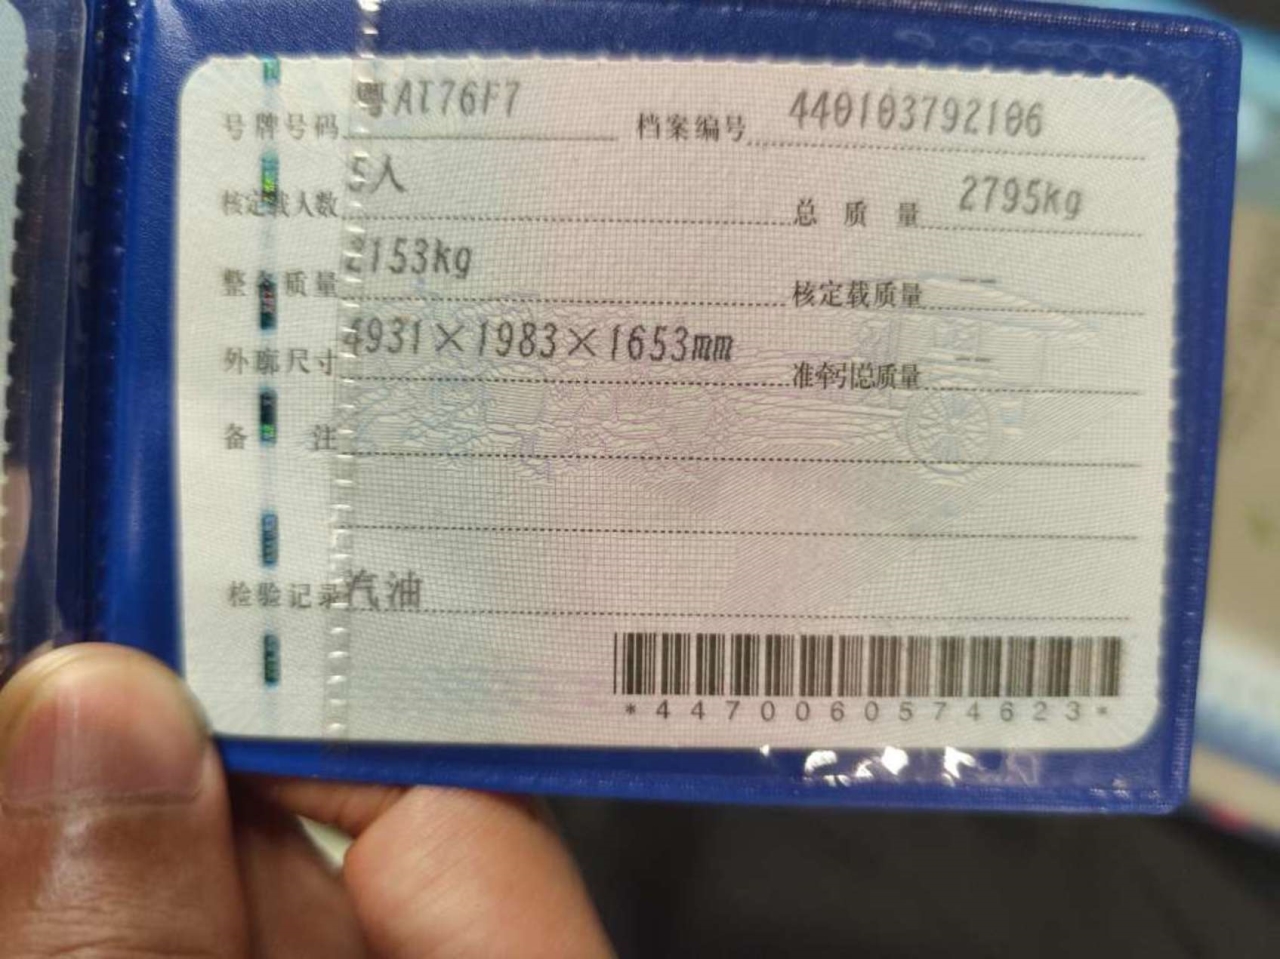 号牌号码 粤AT76F7 档案编号 440103792106
核定载人数 5人 总质量 2795kg
整备质量 2153kg 核定载质量 --
外廓尺寸 4931×1983×1653mm 准牵引总质量 --
备注
检验记录 汽油
*4470060574623*